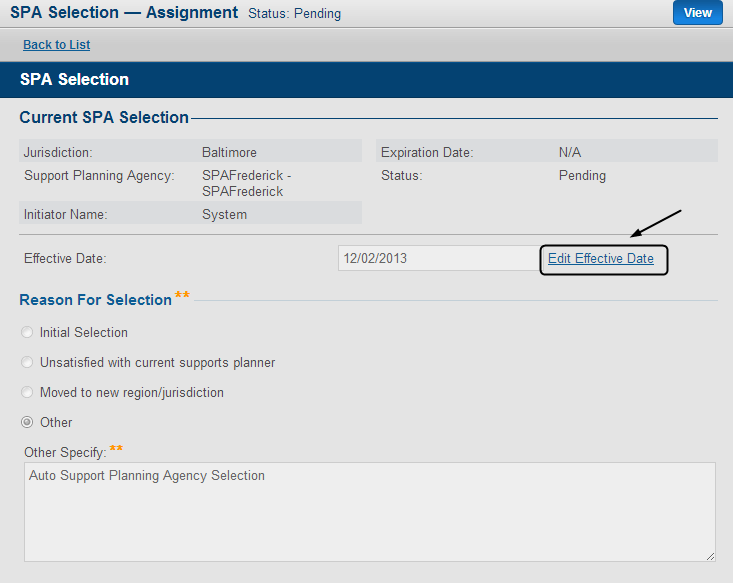 SPA Selection — Assignment Status: Pending View
Back to List
SPA Selection
Current SPA Selection
Jurisdiction: Baltimore Expiration Date: N/A
Support Planning Agency: SPAFrederick - Status: Pending
SPAFrederick
Initiator Name: System
Effective Date: 12/02/2013 Edit Effective Date
Reason For Selection **
Initial Selection
Unsatisfied with current supports planner
Moved to new region/jurisdiction
Other
Other Specify: **
Auto Support Planning Agency Selection